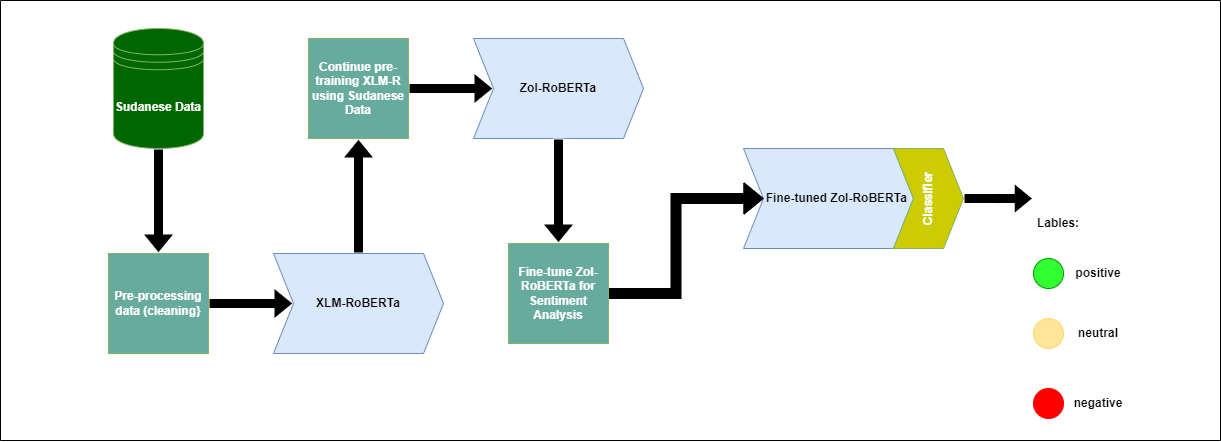 Sudanese Data
Pre-processing
data (cleaning}
XLM-RoBERTa
Continue pre-
training XLM-R
using Sudanese
Data
Zol-RoBERTa
Fine-tune Zol-
RoBERTa for
Sentiment
Analysis
Fine-tuned Zol-RoBERTa
Classifier
Lables:
positive
neutral
negative